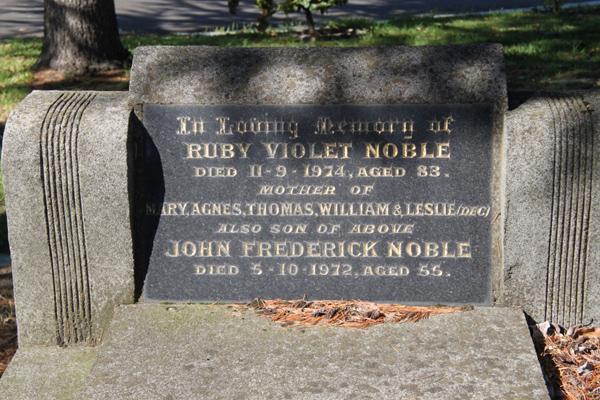 In Loving Memory of
RUBY VIOLET NOBLE
DIED 11-9-1974, AGED 83.
MOTHER OF
MARY, AGNES, THOMAS, WILLIAM & LESLIE (DEC)
ALSO SON OF ABOVE
JOHN FREDERICK NOBLE
DIED 5-10-1972, AGED 55.